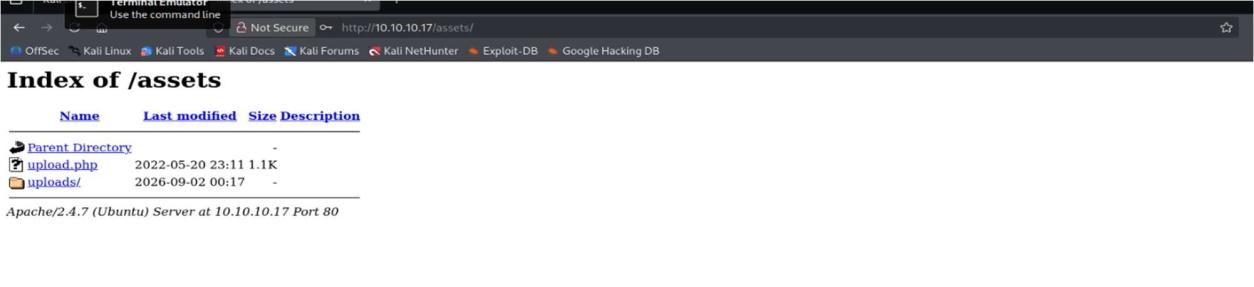 Terminal Emulator
Use the command line
Not Secure http://10.10.10.17/assets/
OffSec Kali Linux Kali Tools Kali Docs Kali Forums Kali NetHunter Exploit-DB Google Hacking DB
Index of /assets
Name Last modified Size Description
Parent Directory -
upload.php 2022-05-20 23:11 1.1K
uploads/ 2026-09-02 00:17 -
Apache/2.4.7 (Ubuntu) Server at 10.10.10.17 Port 80